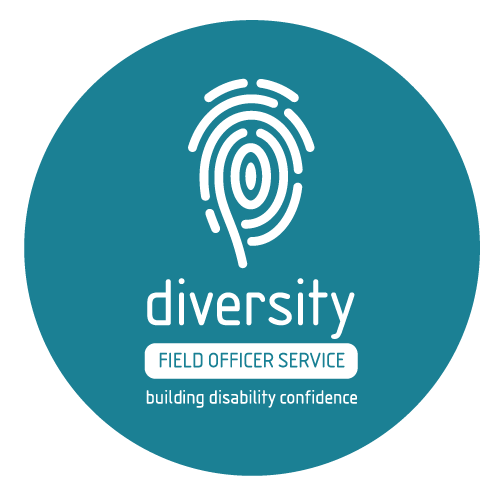 diversity
FIELD OFFICER SERVICE
building disability confidence